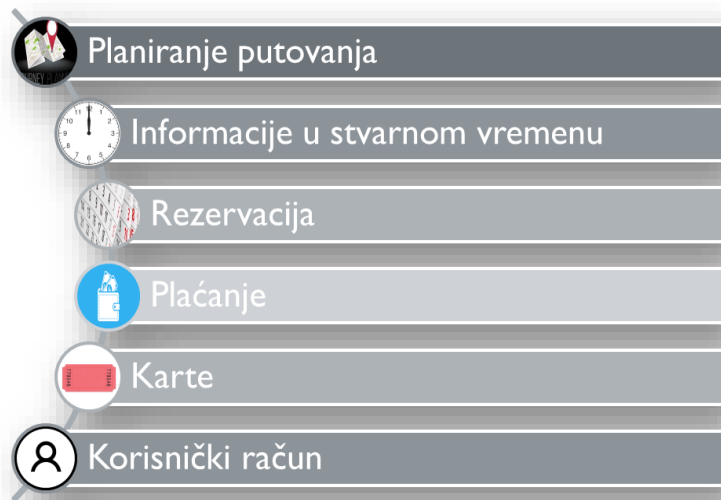 Planiranje putovanja
Informacije u stvarnom vremenu
Rezervacija
Plaćanje
Karte
Korisnički račun